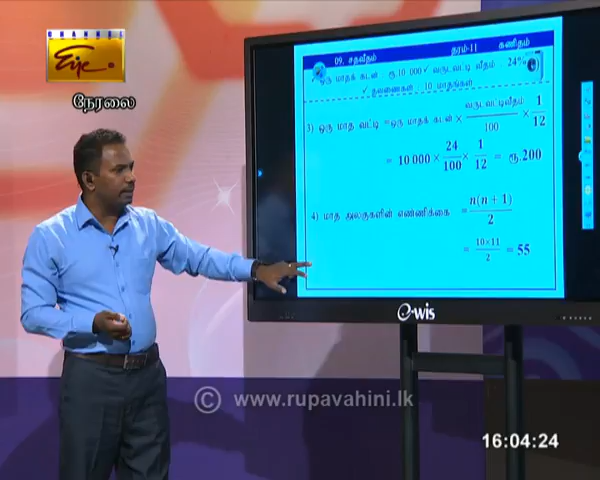 CHANNEL
Eye
நேரலை
09. சதவீதம் தரம்-11 கணிதம்
ஒரு மாதக் கடன் : ரூ.10 000 ✓ வருடவட்டி வீதம் : 24%
✓ தவணைகள் : 10 மாதங்கள்
3) ஒரு மாத வட்டி = ஒரு மாதக் கடன் × வருடவட்டிவீதம்/100 × 1/12
= 10 000 × 24/100 × 1/12 = ரூ.200
4) மாத அலகுகளின் எண்ணிக்கை = n(n + 1)/2
= 10×11/2 = 55
e-wis
© www.rupavahini.lk
16:04:24